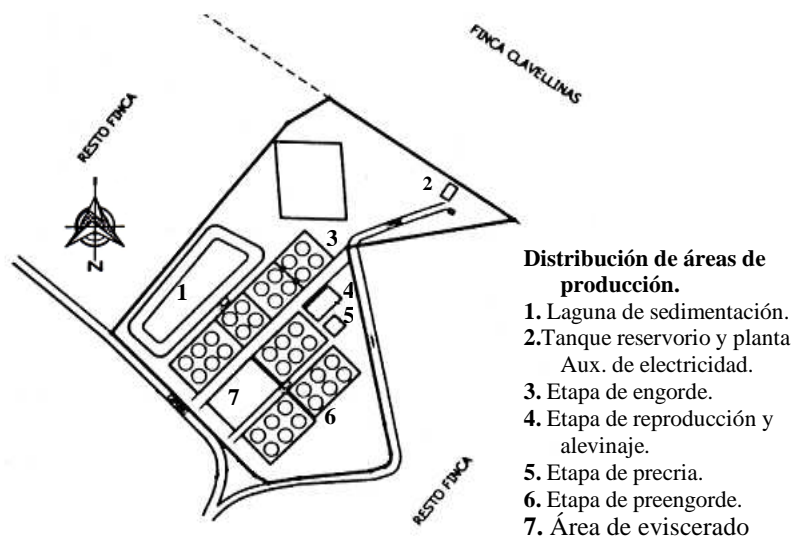 FINCA CLAVELLINAS
RESTO FINCA
N
2
3
1
4
5
7
6
RESTO FINCA
Distribución de áreas de
producción.
1. Laguna de sedimentación.
2.Tanque reservorio y planta
Aux. de electricidad.
3. Etapa de engorde.
4. Etapa de reproducción y
alevinaje.
5. Etapa de precria.
6. Etapa de preengorde.
7. Área de eviscerado